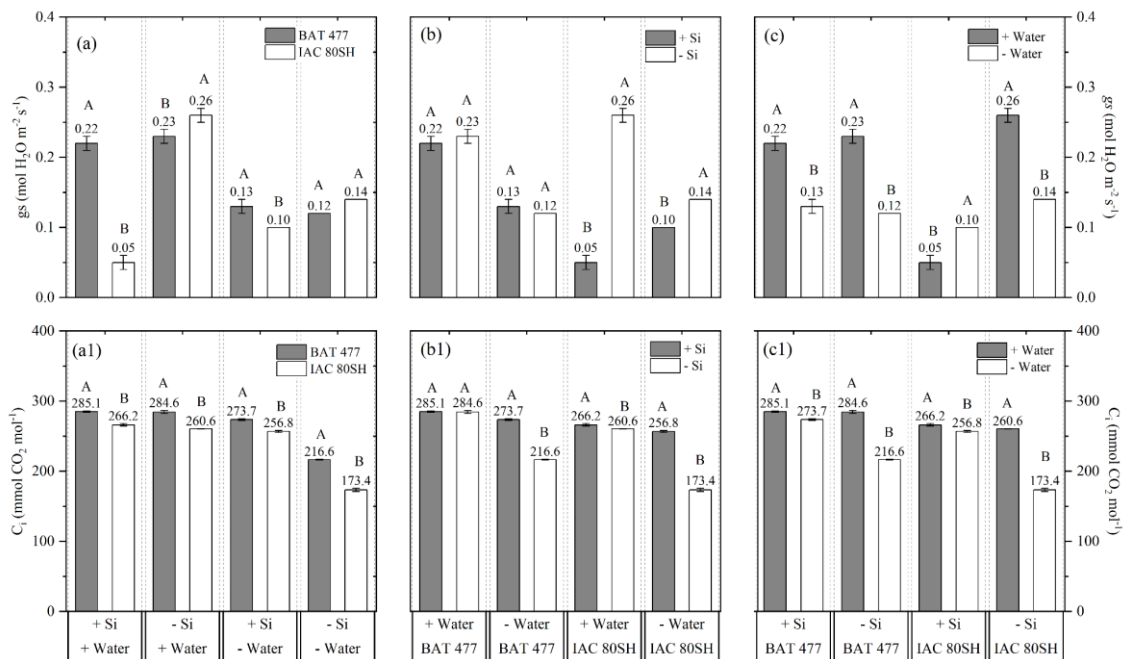 (a)
BAT 477
IAC 80SH
gs (mol H2O m-2 s-1)
0.4
0.3
0.2
0.1
0.0
A
0.22
B
0.05
B
0.23
A
0.26
A
0.13
B
0.10
A
0.12
A
0.14
(b)
+ Si
- Si
A
0.22
A
0.23
A
0.13
A
0.12
B
0.05
A
0.26
B
0.10
A
0.14
(c)
+ Water
- Water
A
0.22
B
0.13
A
0.23
B
0.12
B
0.05
A
0.10
A
0.26
B
0.14
0.4
0.3
0.2
0.1
0.0
gs (mol H2O m-2 s-1)
(a1)
BAT 477
IAC 80SH
Ci (mmol CO2 mol-1)
400
300
200
100
0
A
285.1
B
266.2
A
284.6
B
260.6
A
273.7
B
256.8
A
216.6
B
173.4
+ Si
+ Water
- Si
+ Water
+ Si
- Water
- Si
- Water
(b1)
+ Si
- Si
A
285.1
A
284.6
A
273.7
B
216.6
A
266.2
B
260.6
A
256.8
B
173.4
+ Water
BAT 477
- Water
BAT 477
+ Water
IAC 80SH
- Water
IAC 80SH
(c1)
+ Water
- Water
A
285.1
B
273.7
A
284.6
B
216.6
A
266.2
B
256.8
A
260.6
B
173.4
400
300
200
100
0
Ci (mmol CO2 mol-1)
+ Si
BAT 477
- Si
BAT 477
+ Si
IAC 80SH
- Si
IAC 80SH